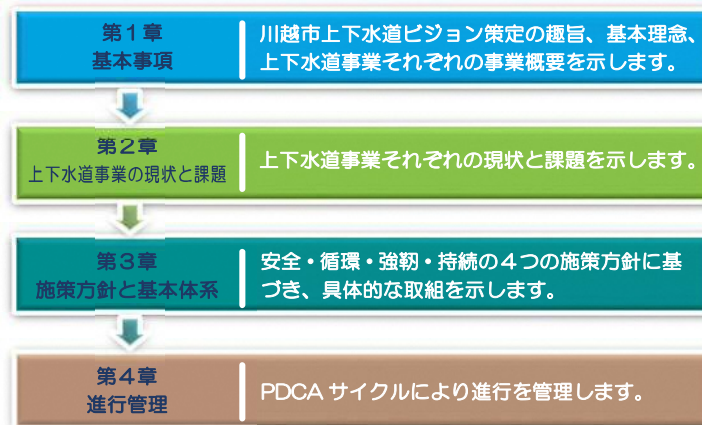 第１章
基本事項
川越市上下水道ビジョン策定の趣旨、基本理念、
上下水道事業それぞれの事業概要を示します。
第２章
上下水道事業の現状と課題
上下水道事業それぞれの現状と課題を示します。
第３章
施策方針と基本体系
安全・循環・強靭・持続の４つの施策方針に基
づき、具体的な取組を示します。
第４章
進行管理
PDCA サイクルにより進行を管理します。